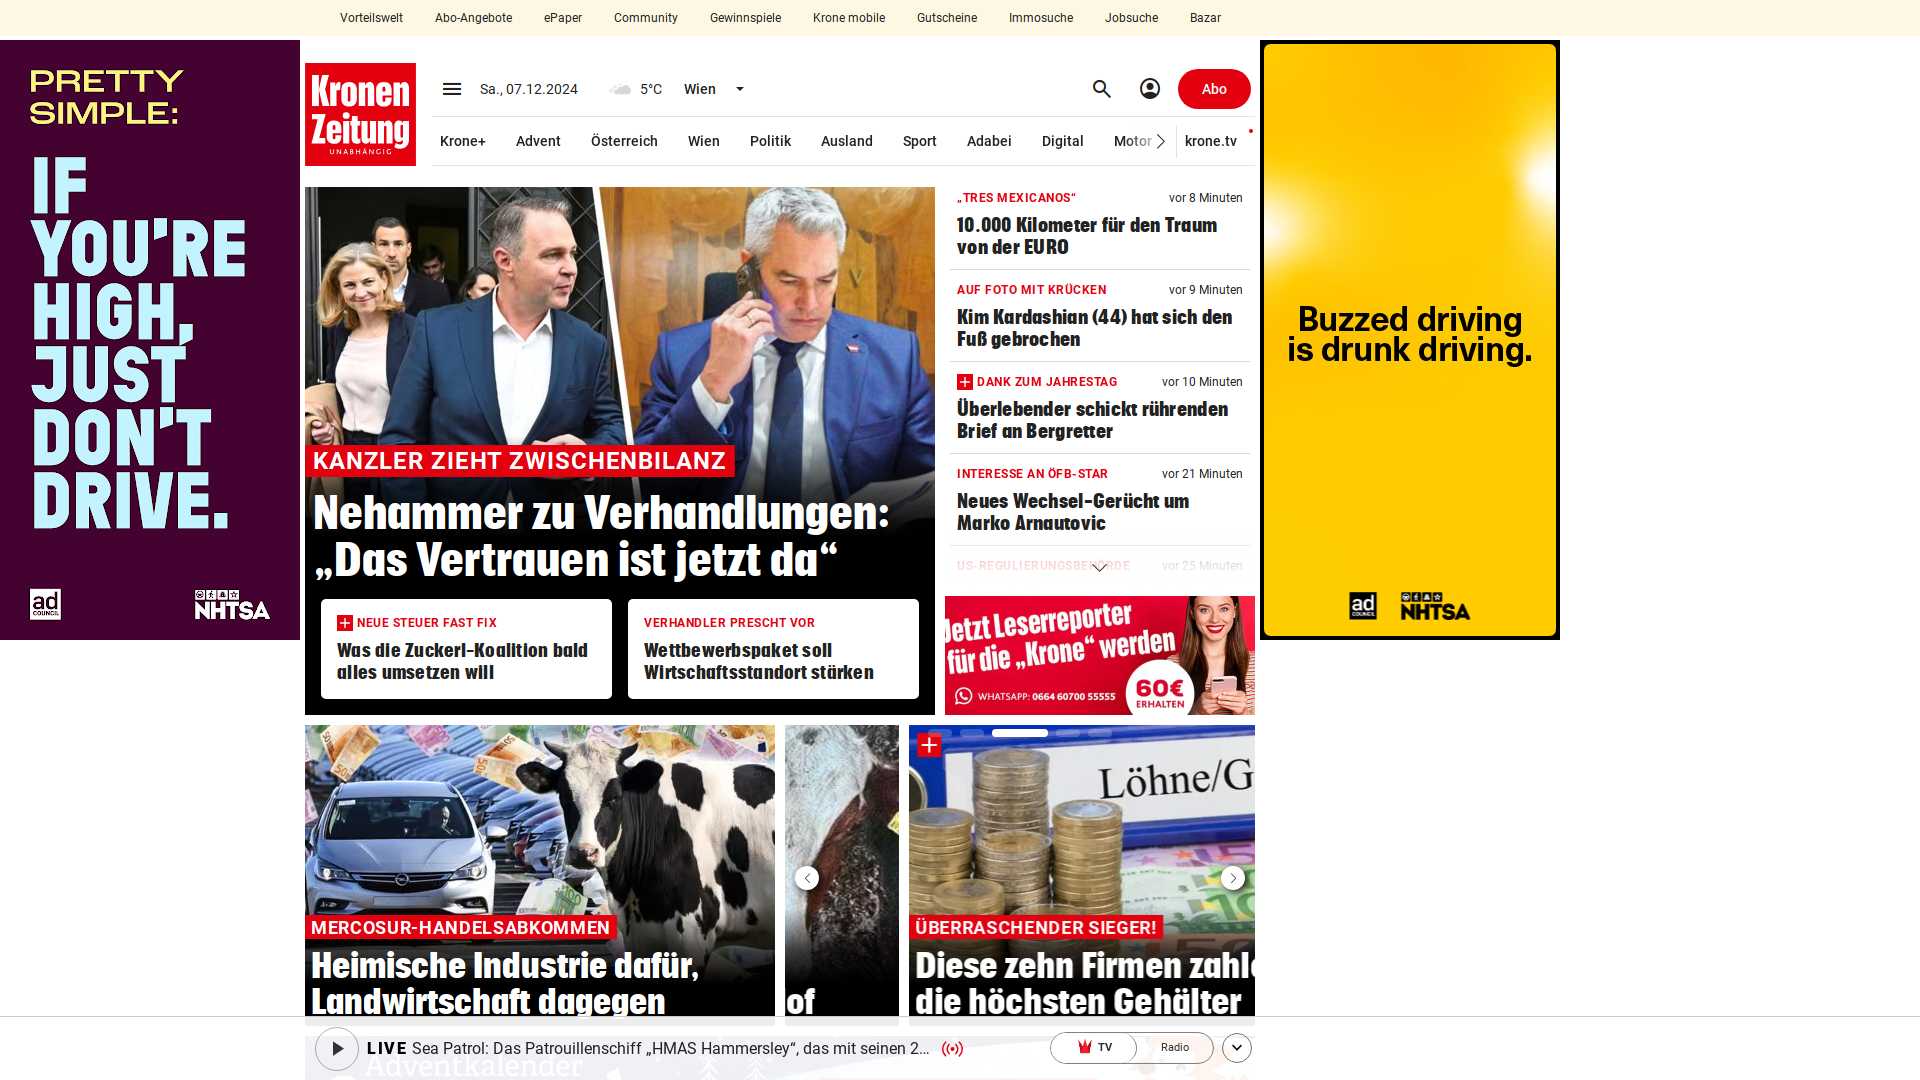 Vorteilswelt
Abo-Angebote
ePaper
Community
Gewinnspiele
Krone mobile
Gutscheine
Immosuche
Jobsuche
Bazar
PRETTY
SIMPLE:
IF
YOU'RE
HIGH,
JUST
DON'T
DRIVE.
ad
COUNCIL
NHTSA
Kronen
Zeitung
UNABHÄNGIG
Sa., 07.12.2024
5°C
Wien
Abo
Krone+
Advent
Österreich
Wien
Politik
Ausland
Sport
Adabei
Digital
Motor
krone.tv
KANZLER ZIEHT ZWISCHENBILANZ
Nehammer zu Verhandlungen:
„Das Vertrauen ist jetzt da“
NEUE STEUER FAST FIX
Was die Zuckerl-Koalition bald
alles umsetzen will
VERHANDLER PRESCHT VOR
Wettbewerbspaket soll
Wirtschaftsstandort stärken
„TRES MEXICANOS“
vor 8 Minuten
10.000 Kilometer für den Traum
von der EURO
AUF FOTO MIT KRÜCKEN
vor 9 Minuten
Kim Kardashian (44) hat sich den
Fuß gebrochen
DANK ZUM JAHRESTAG
vor 10 Minuten
Überlebender schickt rührenden
Brief an Bergretter
INTERESSE AN ÖFB-STAR
vor 21 Minuten
Neues Wechsel-Gerücht um
Marko Arnautovic
US-REGULIERUNGSBEHÖRDE
vor 25 Minuten
Jetzt Leserreporter
für die „Krone“ werden
WHATSAPP: 0664 60700 55555
60€
ERHALTEN
Buzzed driving
is drunk driving.
ad
COUNCIL
NHTSA
MERCOSUR-HANDELSABKOMMEN
Heimische Industrie dafür,
Landwirtschaft dagegen
of
Löhne/G
ÜBERRASCHENDER SIEGER!
Diese zehn Firmen zahle
die höchsten Gehälter
LIVE Sea Patrol: Das Patrouillenschiff „HMAS Hammersley“, das mit seinen 2...
TV
Radio
Adventkalender